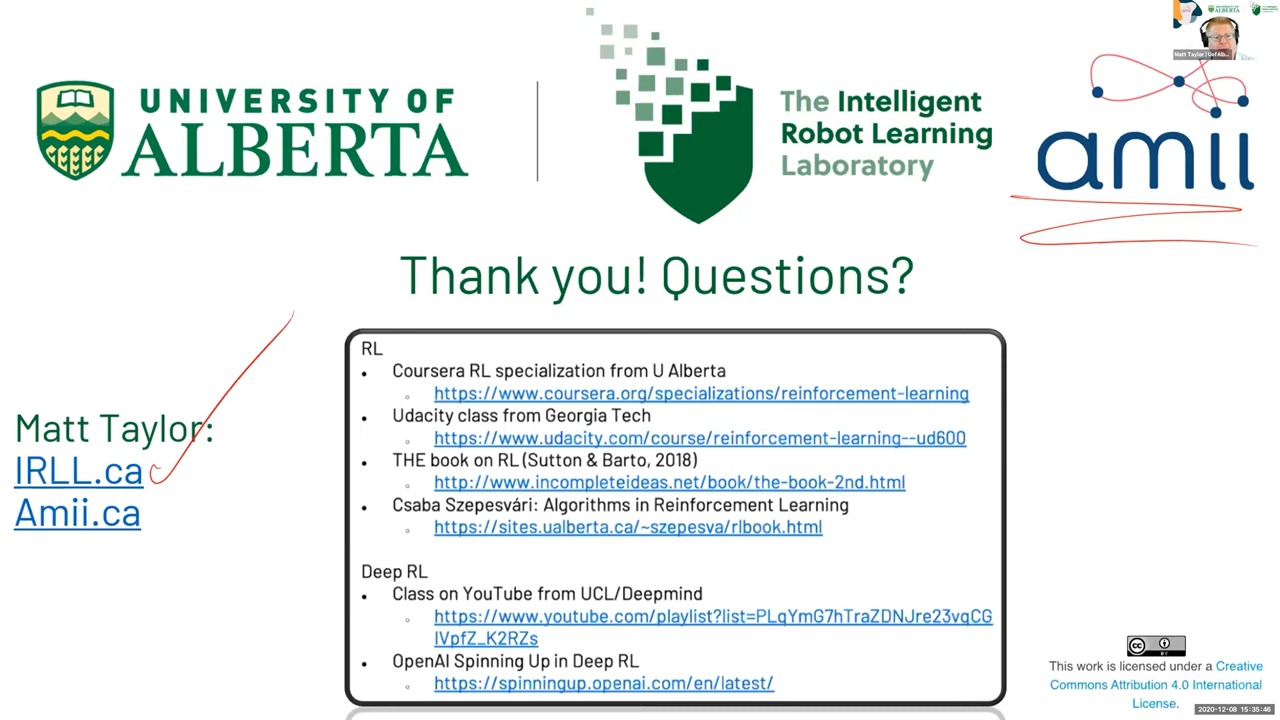 UNIVERSITY OF
ALBERTA
The Intelligent
Robot Learning
Laboratory
amii
Matt Taylor
Thank you! Questions?
Matt Taylor:
IRLL.ca
Amii.ca
RL
• Coursera RL specialization from U Alberta
◦ https://www.coursera.org/specializations/reinforcement-learning
• Udacity class from Georgia Tech
◦ https://www.udacity.com/course/reinforcement-learning--ud600
• THE book on RL (Sutton & Barto, 2018)
◦ http://www.incompleteideas.net/book/the-book-2nd.html
• Csaba Szepesvári: Algorithms in Reinforcement Learning
◦ https://sites.ualberta.ca/~szepesva/rlbook.html
Deep RL
• Class on YouTube from UCL/Deepmind
◦ https://www.youtube.com/playlist?list=PLqYmG7hTraZDNJre23vqCG
IVpfZ_K2RZs
• OpenAI Spinning Up in Deep RL
◦ https://spinningup.openai.com/en/latest/
cc BY
This work is licensed under a Creative
Commons Attribution 4.0 International
License.
2020-12-08 15:35:46